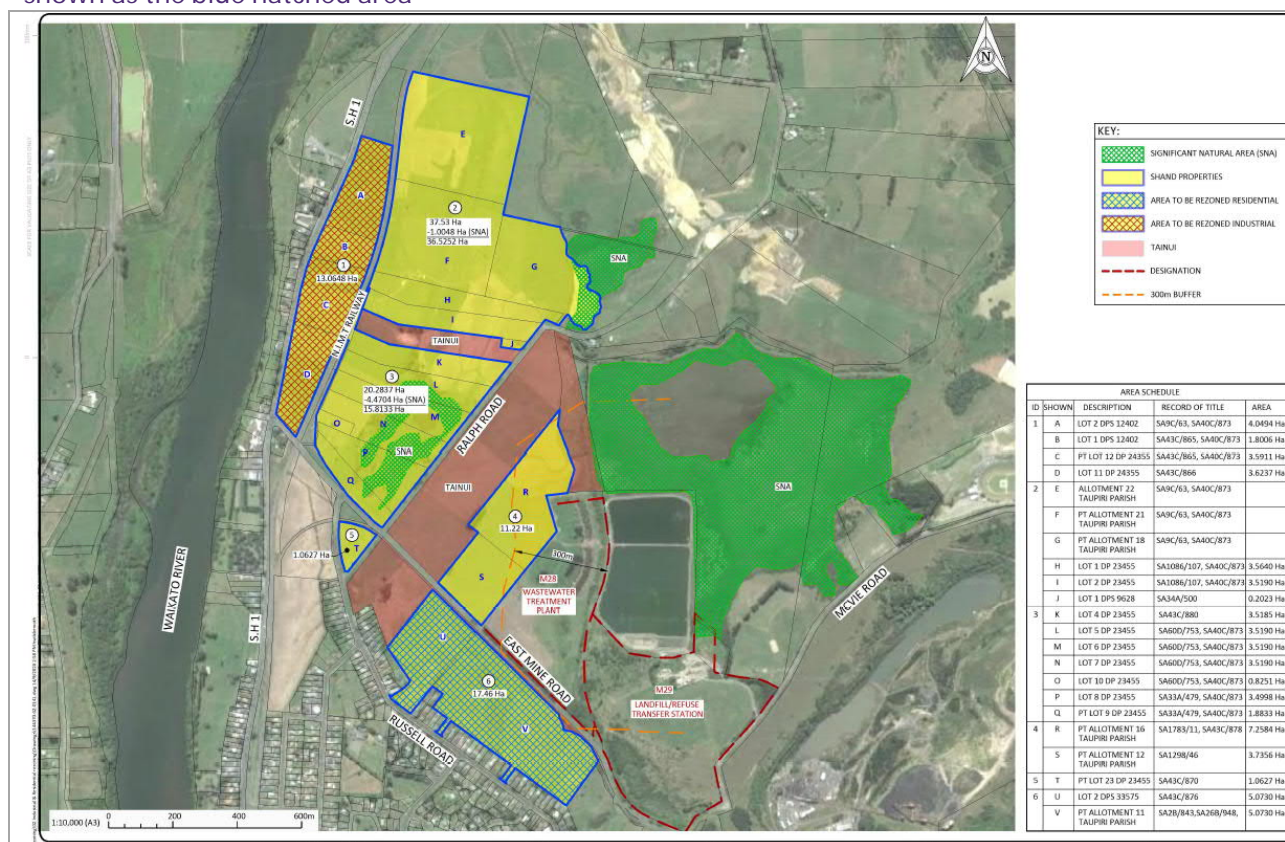 shown as the blue hatched area
N
KEY:
SIGNIFICANT NATURAL AREA (SNA)
SHAND PROPERTIES
AREA TO BE REZONED RESIDENTIAL
AREA TO BE REZONED INDUSTRIAL
TAINUI
DESIGNATION
300m BUFFER
S.H 1
E
A
2
37.53 Ha
-1.0048 Ha (SNA)
36.5252 Ha
B
1
13.0648 Ha
F
G
SNA
C
H
I
N.I.M.T RAILWAY
TAINUI
J
D
K
3
20.2837 Ha
-4.4704 Ha (SNA)
15.8133 Ha
L
M
N
O
P
SNA
Q
RALPH ROAD
TAINUI
R
4
11.22 Ha
SNA
5
T
1.0627 Ha
300m
S
M28
WASTEWATER
TREATMENT
PLANT
MCVIE ROAD
WAIKATO RIVER
S.H 1
U
EAST MINE ROAD
6
17.46 Ha
M29
LANDFILL/REFUSE
TRANSFER STATION
V
RUSSELL ROAD
1:10,000 (A3)
0 200 400 600m
AREA SCHEDULE
ID SHOWN DESCRIPTION RECORD OF TITLE AREA
1 A LOT 2 DPS 12402 SA9C/63, SA40C/873 4.0494 Ha
B LOT 1 DPS 12402 SA43C/865, SA40C/873 1.8006 Ha
C PT LOT 12 DP 24355 SA43C/865, SA40C/873 3.5911 Ha
D LOT 11 DP 24355 SA43C/866 3.6237 Ha
2 E ALLOTMENT 22 TAUPIRI PARISH SA9C/63, SA40C/873
F PT ALLOTMENT 21 TAUPIRI PARISH SA9C/63, SA40C/873
G PT ALLOTMENT 18 TAUPIRI PARISH SA9C/63, SA40C/873
H LOT 1 DP 23455 SA1086/107, SA40C/873 3.5640 Ha
I LOT 2 DP 23455 SA1086/107, SA40C/873 3.5190 Ha
J LOT 1 DPS 9628 SA34A/500 0.2023 Ha
3 K LOT 4 DP 23455 SA43C/880 3.5185 Ha
L LOT 5 DP 23455 SA60D/753, SA40C/873 3.5190 Ha
M LOT 6 DP 23455 SA60D/753, SA40C/873 3.5190 Ha
N LOT 7 DP 23455 SA60D/753, SA40C/873 3.5190 Ha
O LOT 10 DP 23455 SA60D/753, SA40C/873 0.8251 Ha
P LOT 8 DP 23455 SA33A/479, SA40C/873 3.4998 Ha
Q PT LOT 9 DP 23455 SA33A/479, SA40C/873 1.8833 Ha
4 R PT ALLOTMENT 16 TAUPIRI PARISH SA1783/11, SA43C/878 7.2584 Ha
S PT ALLOTMENT 12 TAUPIRI PARISH SA1298/46 3.7356 Ha
5 T PT LOT 23 DP 23455 SA43C/870 1.0627 Ha
6 U LOT 2 DPS 33575 SA43C/876 5.0730 Ha
V PT ALLOTMENT 11 TAUPIRI PARISH SA2B/843,SA26B/948, 5.0730 Ha